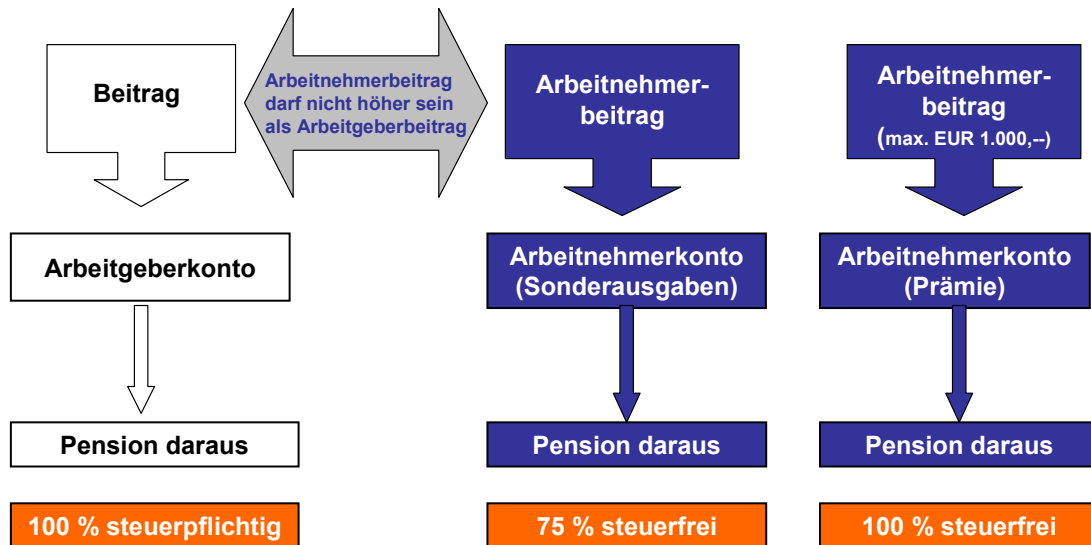 Beitrag
Arbeitnehmerbeitrag
darf nicht höher sein
als Arbeitgeberbeitrag
Arbeitnehmer-
beitrag
Arbeitnehmer-
beitrag
(max. EUR 1.000,--)
Arbeitgeberkonto
Arbeitnehmerkonto
(Sonderausgaben)
Arbeitnehmerkonto
(Prämie)
Pension daraus
Pension daraus
Pension daraus
100 % steuerpflichtig
75 % steuerfrei
100 % steuerfrei